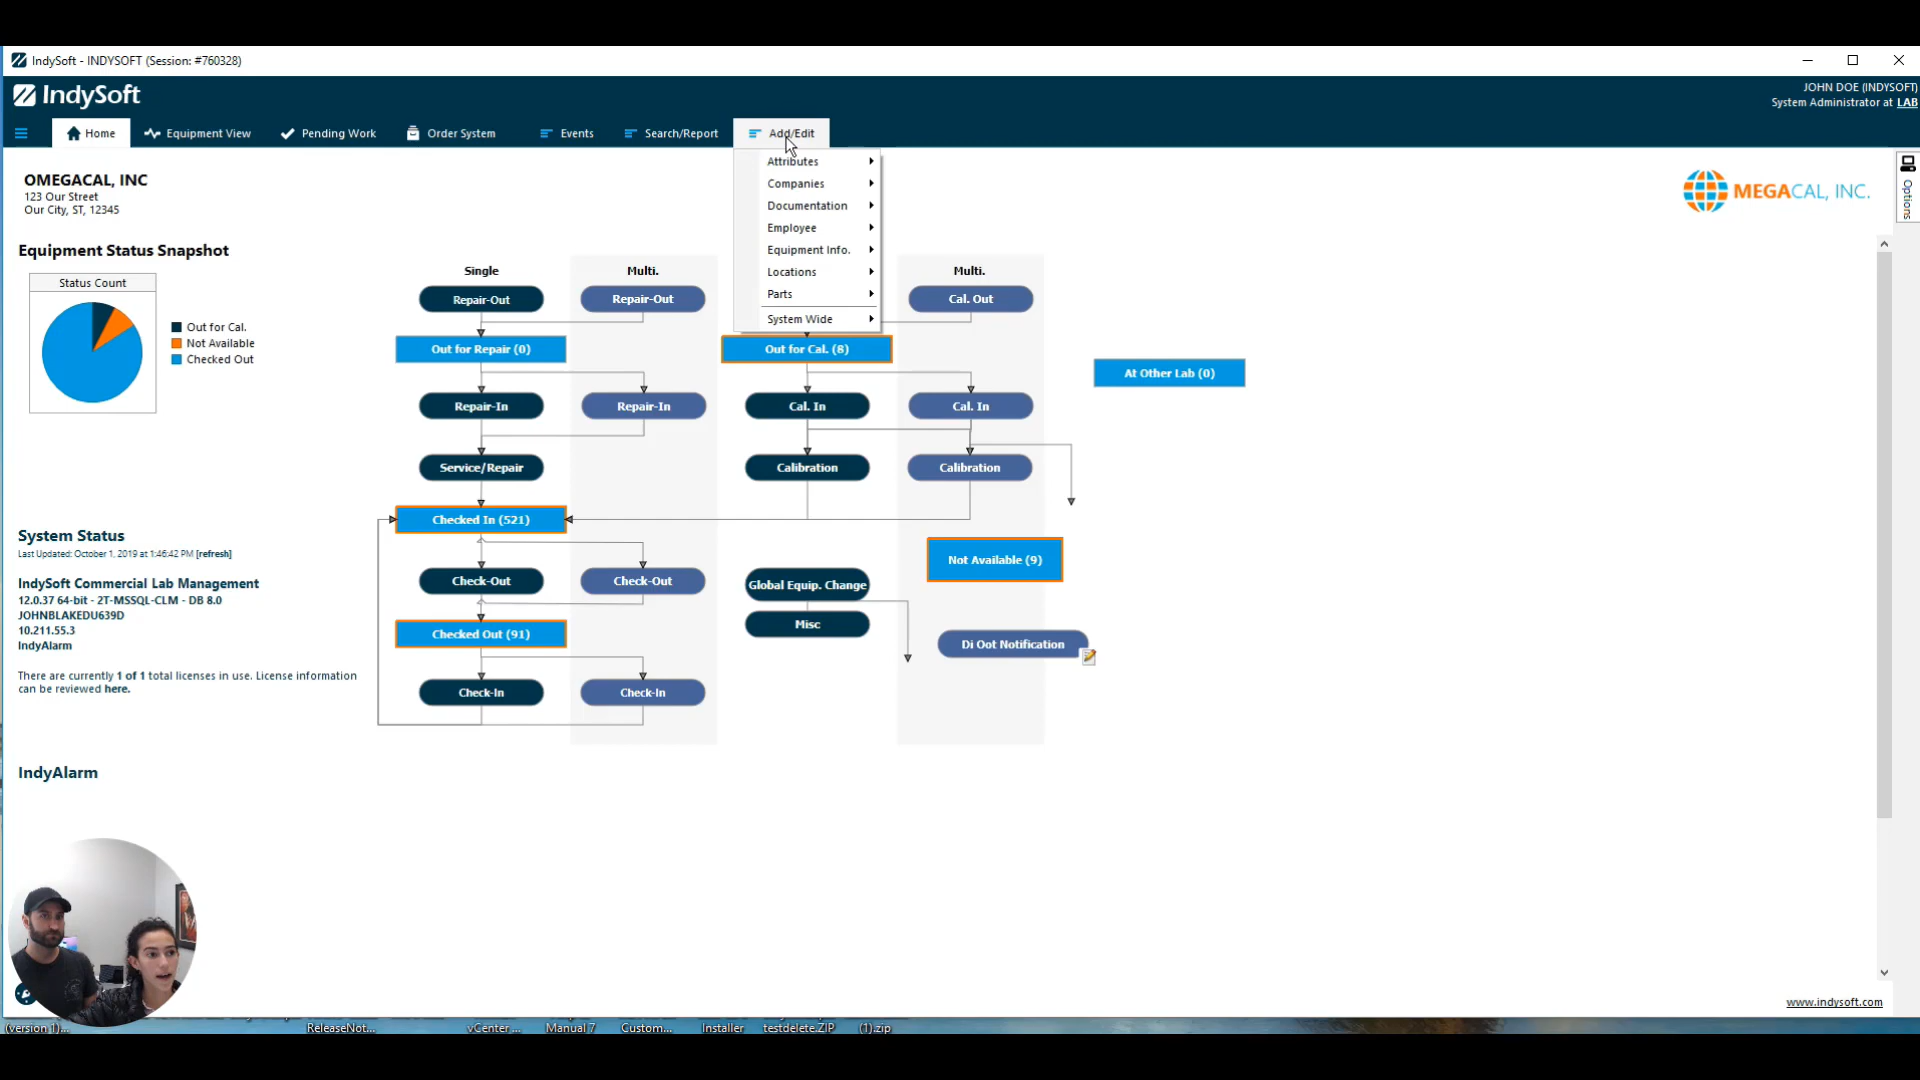 IndySoft - INDYSOFT (Session: #760328)
IndySoft
JOHN DOE (INDYSOFT)
System Administrator at LAB
Home
Equipment View
Pending Work
Order System
Events
Search/Report
Add/Edit
Attributes
Companies
Documentation
Employee
Equipment Info.
Locations
Parts
System Wide
Options
OMEGACAL, INC
123 Our Street
Our City, ST, 12345
MEGACAL, INC.
Equipment Status Snapshot
Status Count
Out for Cal.
Not Available
Checked Out
Single
Multi.
Multi.
Repair-Out
Repair-Out
Cal. Out
Out for Repair (0)
Out for Cal. (8)
At Other Lab (0)
Repair-In
Repair-In
Cal. In
Cal. In
Service/Repair
Calibration
Calibration
Checked In (521)
Not Available (9)
Check-Out
Check-Out
Global Equip. Change
Misc
Checked Out (91)
Di Oot Notification
Check-In
Check-In
System Status
Last Updated: October 1, 2019 at 1:46:42 PM [refresh]
IndySoft Commercial Lab Management
12.0.37 64-bit - 2T-MSSQL-CLM - DB 8.0
JOHNBLAKEDU639D
10.211.55.3
IndyAlarm
There are currently 1 of 1 total licenses in use. License information
can be reviewed here.
IndyAlarm
www.indysoft.com
(version 1)...
ReleaseNot...
vCenter ...
Manual 7
Custom...
Installer
testdelete.ZIP
(1).zip